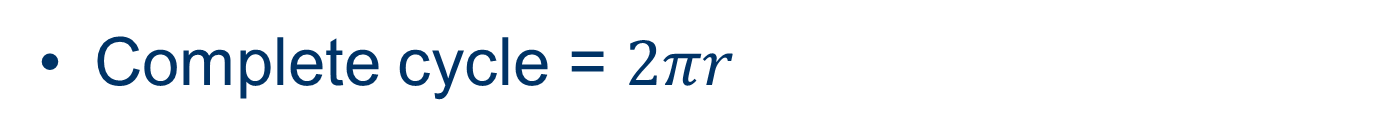 • Complete cycle = 2𝜋𝑟